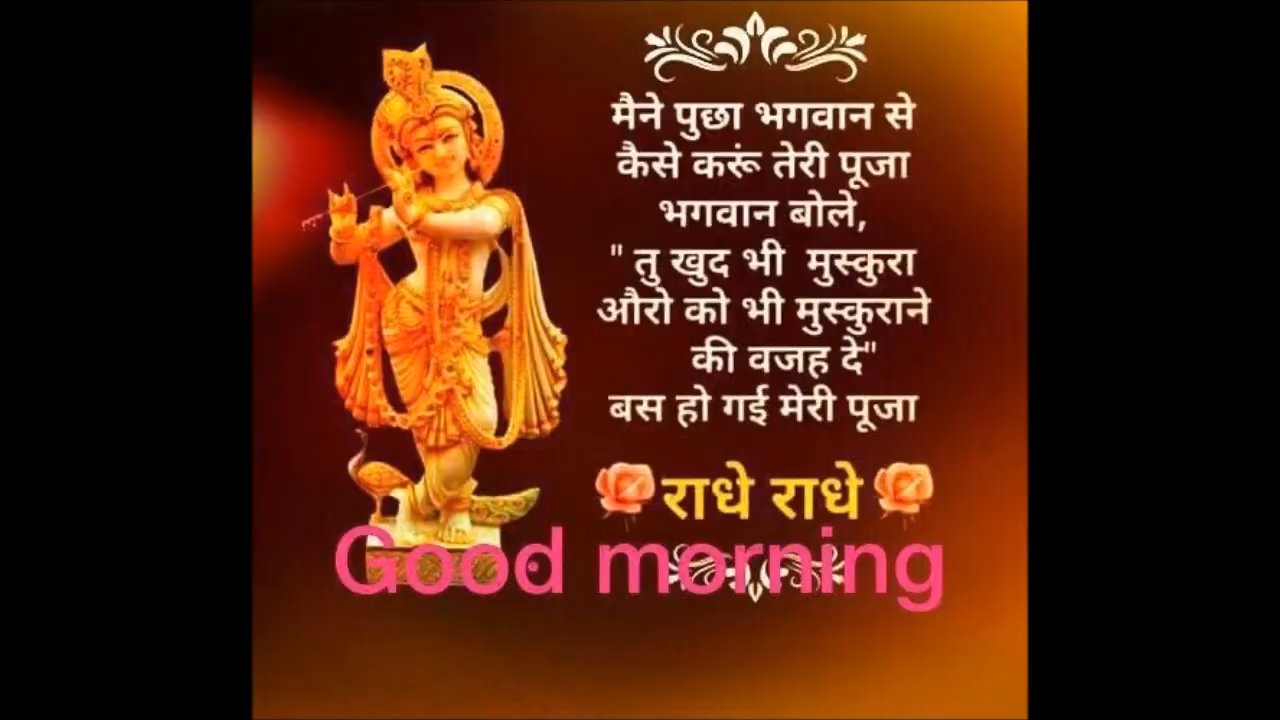 मैने पुछा भगवान से
कैसे करूं तेरी पूजा
भगवान बोले,
" तु खुद भी मुस्कुरा
औरो को भी मुस्कुराने
की वजह दे"
बस हो गई मेरी पूजा
राधे राधे
Good morning